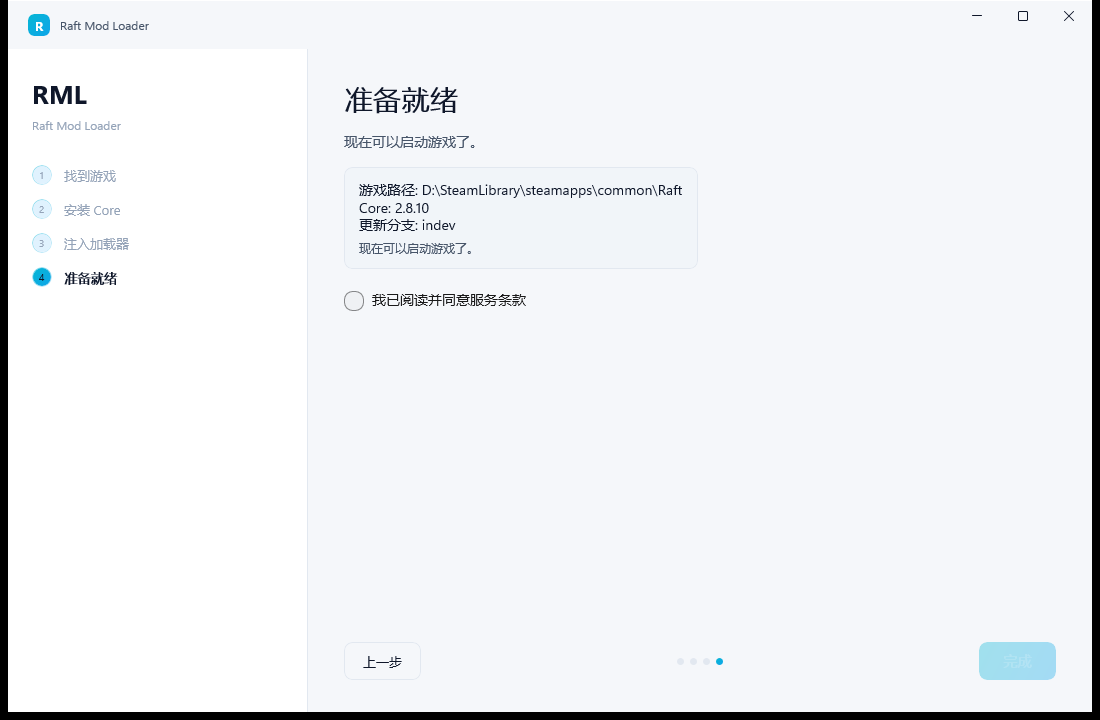 R Raft Mod Loader
RML
Raft Mod Loader
1 找到游戏
2 安装 Core
3 注入加载器
4 准备就绪
准备就绪
现在可以启动游戏了。
游戏路径: D:\SteamLibrary\steamapps\common\Raft
Core: 2.8.10
更新分支: indev
现在可以启动游戏了。
我已阅读并同意服务条款
上一步
完成